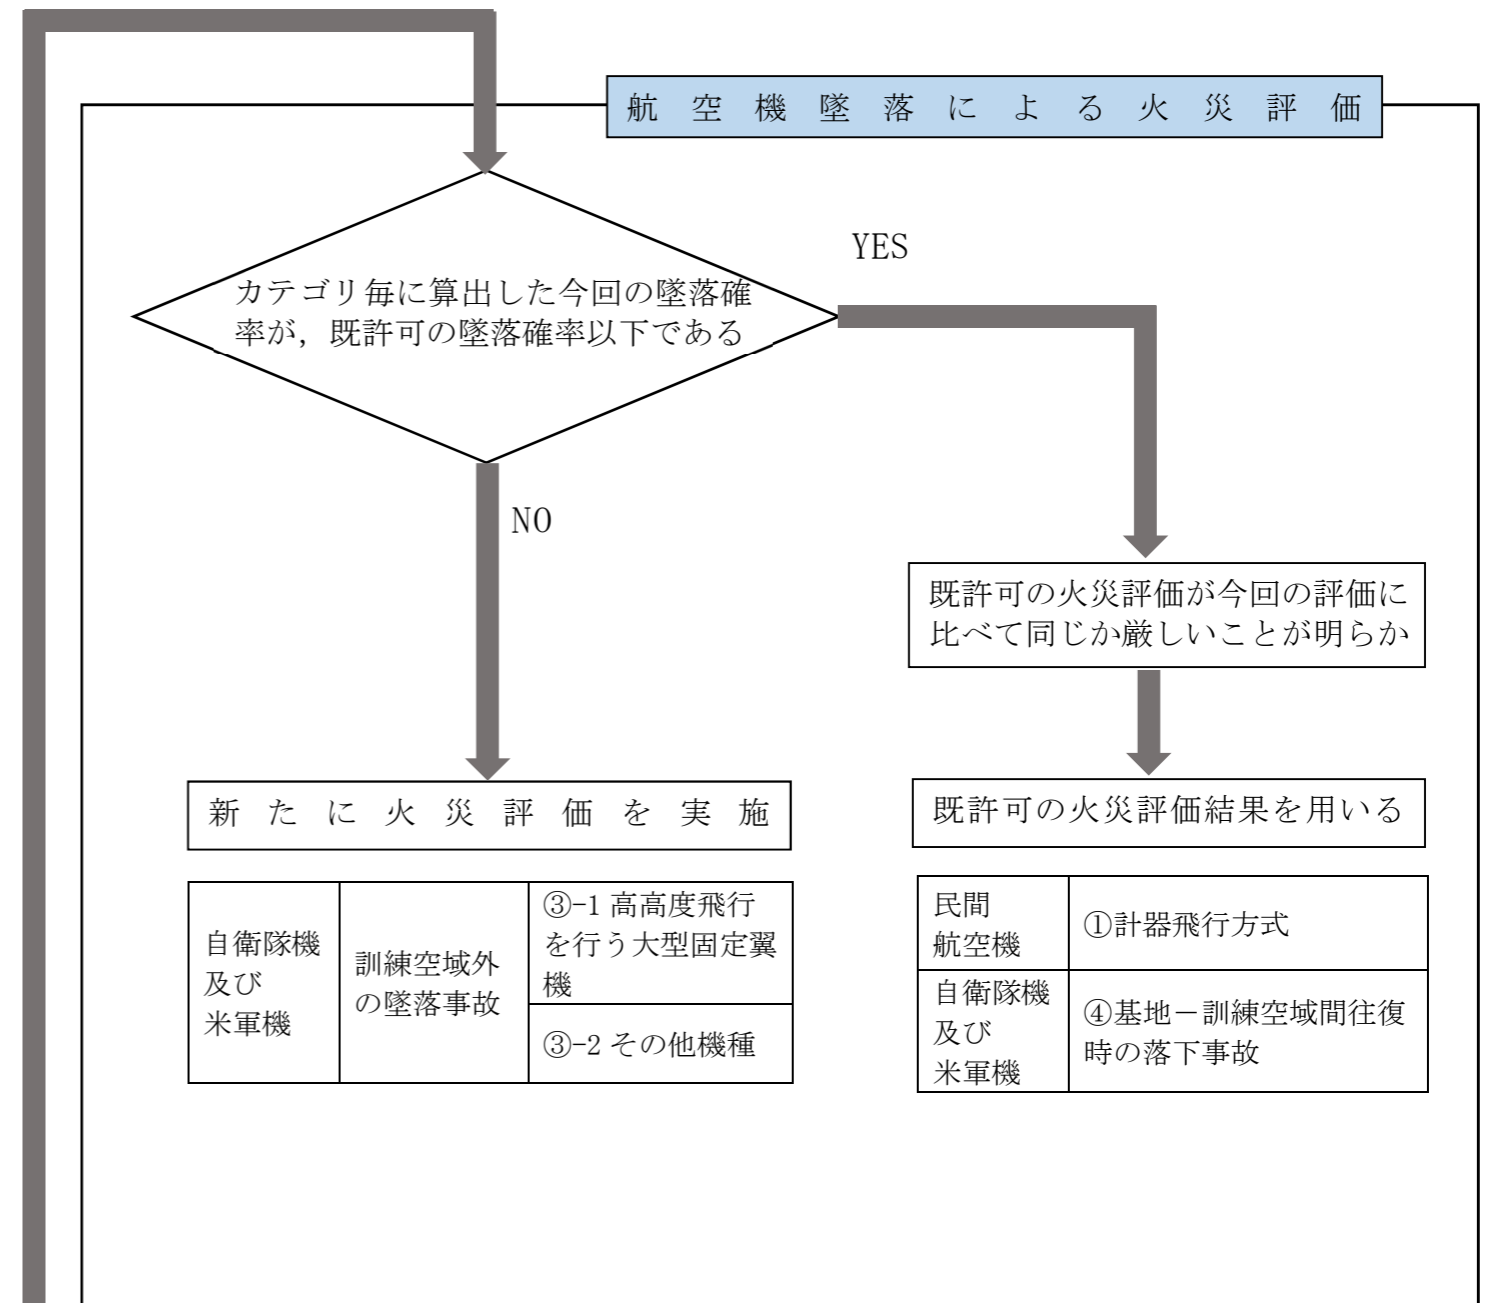 航空機墜落による火災評価
カテゴリ毎に算出した今回の墜落確
率が，既許可の墜落確率以下である
YES
NO
既許可の火災評価が今回の評価に
比べて同じか厳しいことが明らか
新たに火災評価を実施
既許可の火災評価結果を用いる
自衛隊機
及び
米軍機
訓練空域外
の墜落事故
③-1 高高度飛行
を行う大型固定翼
機
③-2 その他機種
民間
航空機
①計器飛行方式
自衛隊機
及び
米軍機
④基地－訓練空域間往復
時の落下事故